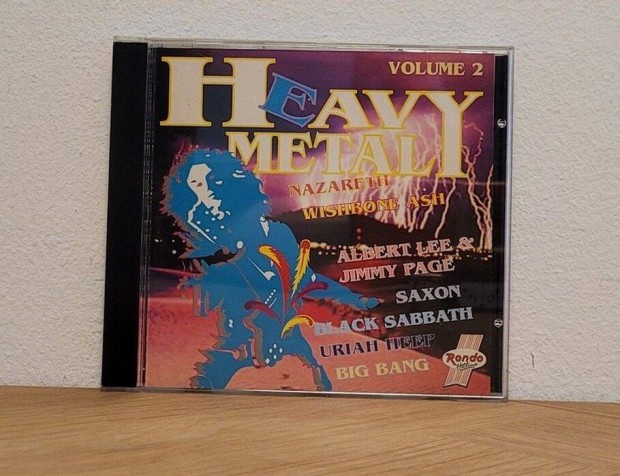 VOLUME 2
HEAVY
METAL
NAZARETH
WISHBONE ASH
ALBERT LEE &
JIMMY PAGE
SAXON
BLACK SABBATH
URIAH HEEP
BIG BANG
Rondo